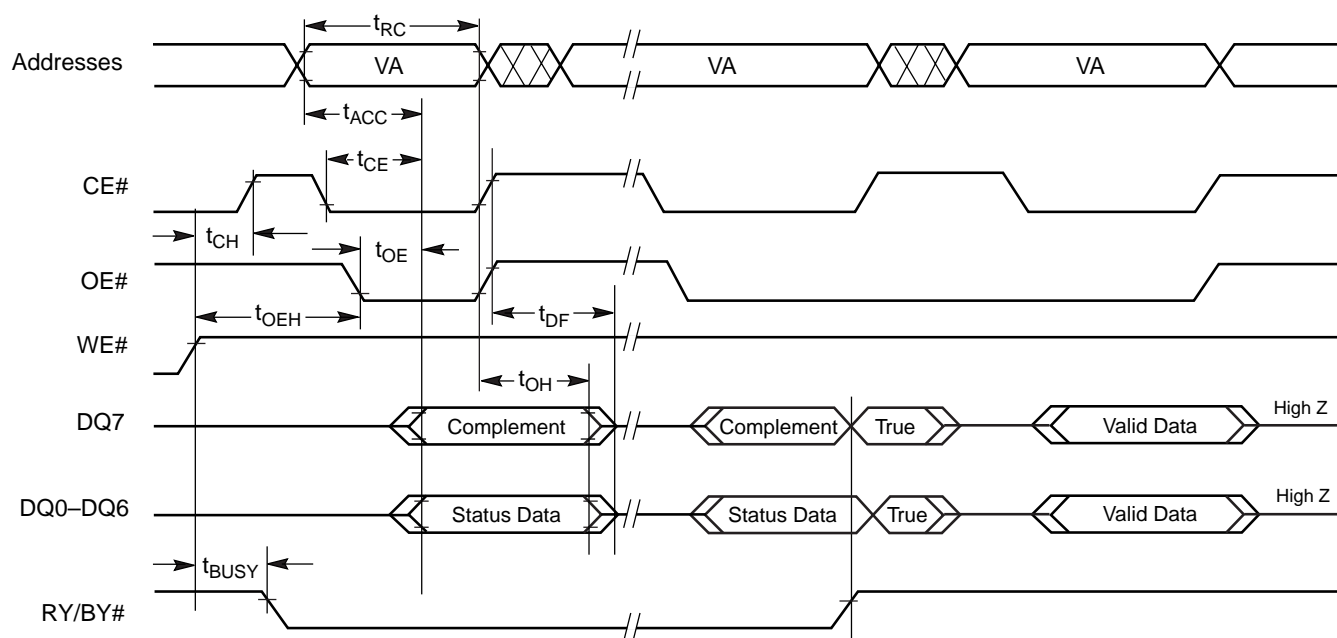 tRC
Addresses VA VA VA
tACC
tCE
CE#
tCH tOE
OE#
tOEH tDF
WE#
tOH
DQ7 Complement Complement True Valid Data High Z
DQ0–DQ6 Status Data Status Data True Valid Data High Z
tBUSY
RY/BY#